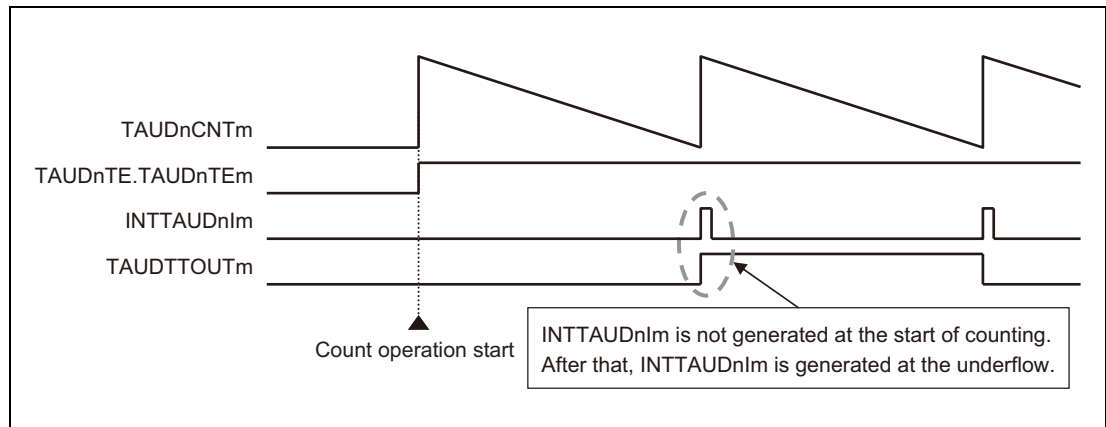 TAUDnCNTm
TAUDnTE.TAUDnTEm
INTTAUDnIm
TAUDTTOUTm
Count operation start
INTTAUDnIm is not generated at the start of counting.
After that, INTTAUDnIm is generated at the underflow.